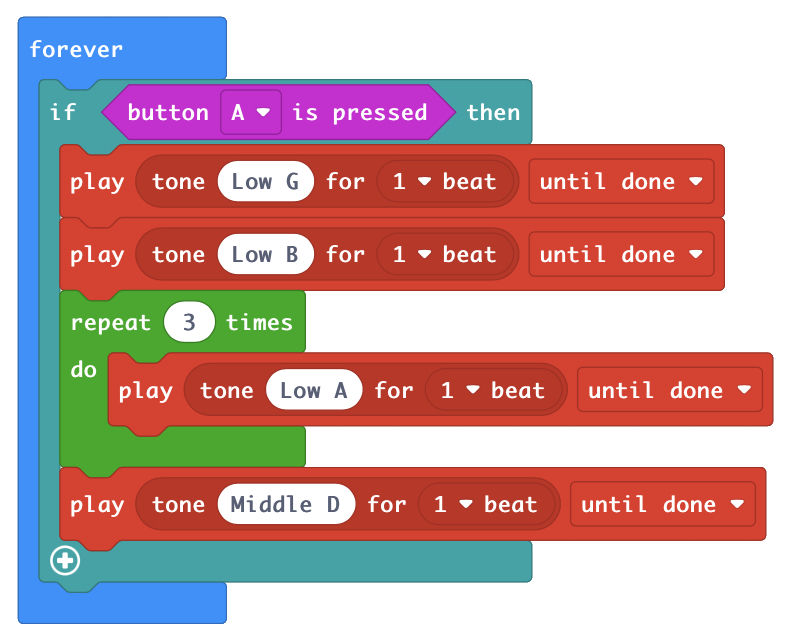 forever
if button A is pressed then
play tone Low G for 1 beat until done
play tone Low B for 1 beat until done
repeat 3 times
do
play tone Low A for 1 beat until done
play tone Middle D for 1 beat until done